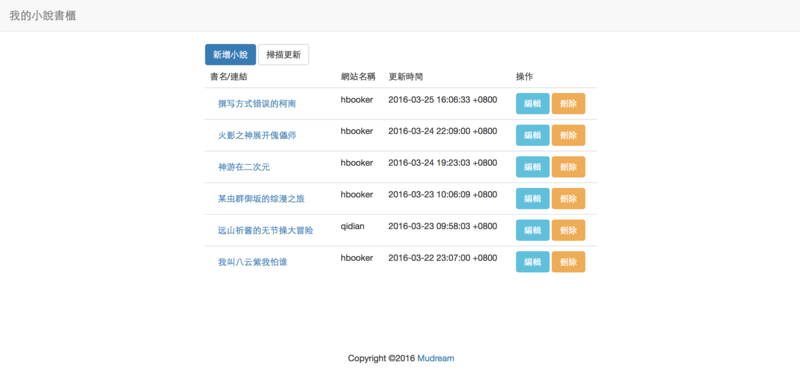 我的小說書櫃
新增小說 掃描更新
書名/連結 網站名稱 更新時間 操作
撰写方式错误的柯南 hbooker 2016-03-25 16:06:33 +0800 編輯 刪除
火影之神展开傀儡师 hbooker 2016-03-24 22:09:00 +0800 編輯 刪除
神游在二次元 hbooker 2016-03-24 19:23:03 +0800 編輯 刪除
某虫群御坂的综漫之旅 hbooker 2016-03-23 10:06:09 +0800 編輯 刪除
远山祈酱的无节操大冒险 qidian 2016-03-23 09:58:03 +0800 編輯 刪除
我叫八云紫我怕谁 hbooker 2016-03-22 23:07:00 +0800 編輯 刪除
Copyright ©2016 Mudream